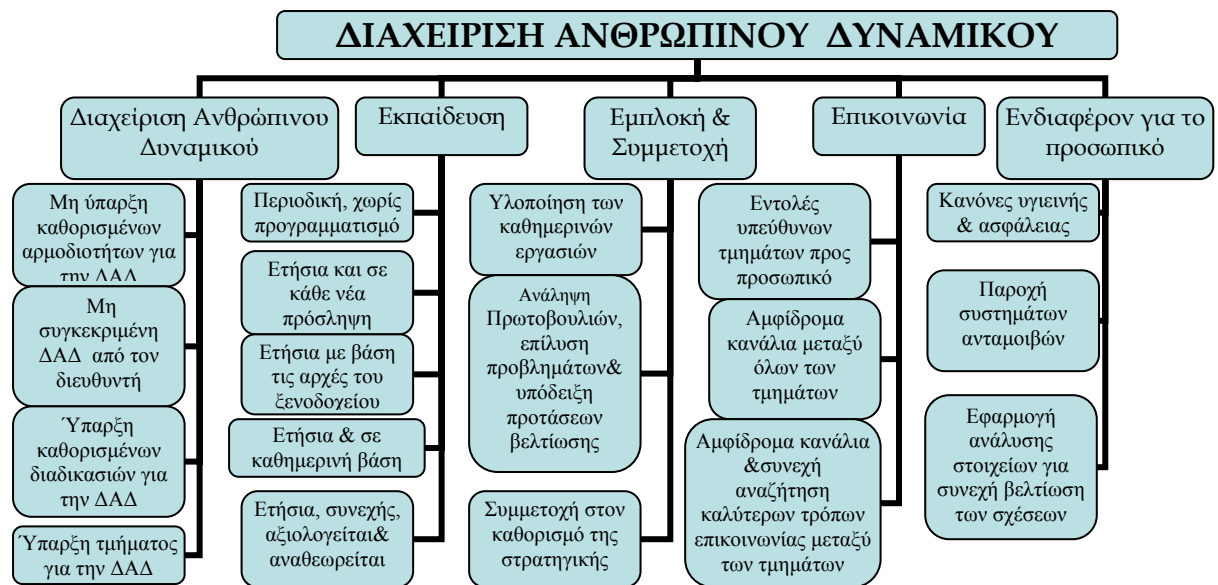 ΔΙΑΧΕΙΡΙΣΗ ΑΝΘΡΩΠΙΝΟΥ ΔΥΝΑΜΙΚΟΥ
Διαχείριση Ανθρώπινου
Δυναμικού
Μη ύπαρξη
καθορισμένων
αρμοδιοτήτων για
την ΔΑΔ
Μη
συγκεκριμένη
ΔΑΔ από τον
διευθυντή
Ύπαρξη
καθορισμένων
διαδικασιών για
την ΔΑΔ
Ύπαρξη τμήματος
για την ΔΑΔ
Εκπαίδευση
Περιοδική, χωρίς
προγραμματισμό
Ετήσια και σε
κάθε νέα
πρόσληψη
Ετήσια με βάση
τις αρχές του
ξενοδοχείου
Ετήσια & σε
καθημερινή βάση
Ετήσια, συνεχής,
αξιολογείται&
αναθεωρείται
Εμπλοκή &
Συμμετοχή
Υλοποίηση των
καθημερινών
εργασιών
Ανάληψη
Πρωτοβουλιών,
επίλυση
προβλημάτων&
υπόδειξη
προτάσεων
βελτίωσης
Συμμετοχή στον
καθορισμό της
στρατηγικής
Επικοινωνία
Εντολές
υπεύθυνων
τμημάτων προς
προσωπικό
Αμφίδρομα
κανάλια μεταξύ
όλων των
τμημάτων
Αμφίδρομα κανάλια
&συνεχή
αναζήτηση
καλύτερων τρόπων
επικοινωνίας μεταξύ
των τμημάτων
Ενδιαφέρον για το
προσωπικό
Κανόνες υγιεινής
& ασφάλειας
Παροχή
συστημάτων
ανταμοιβών
Εφαρμογή
ανάλυσης
στοιχείων για
συνεχή βελτίωση
των σχέσεων